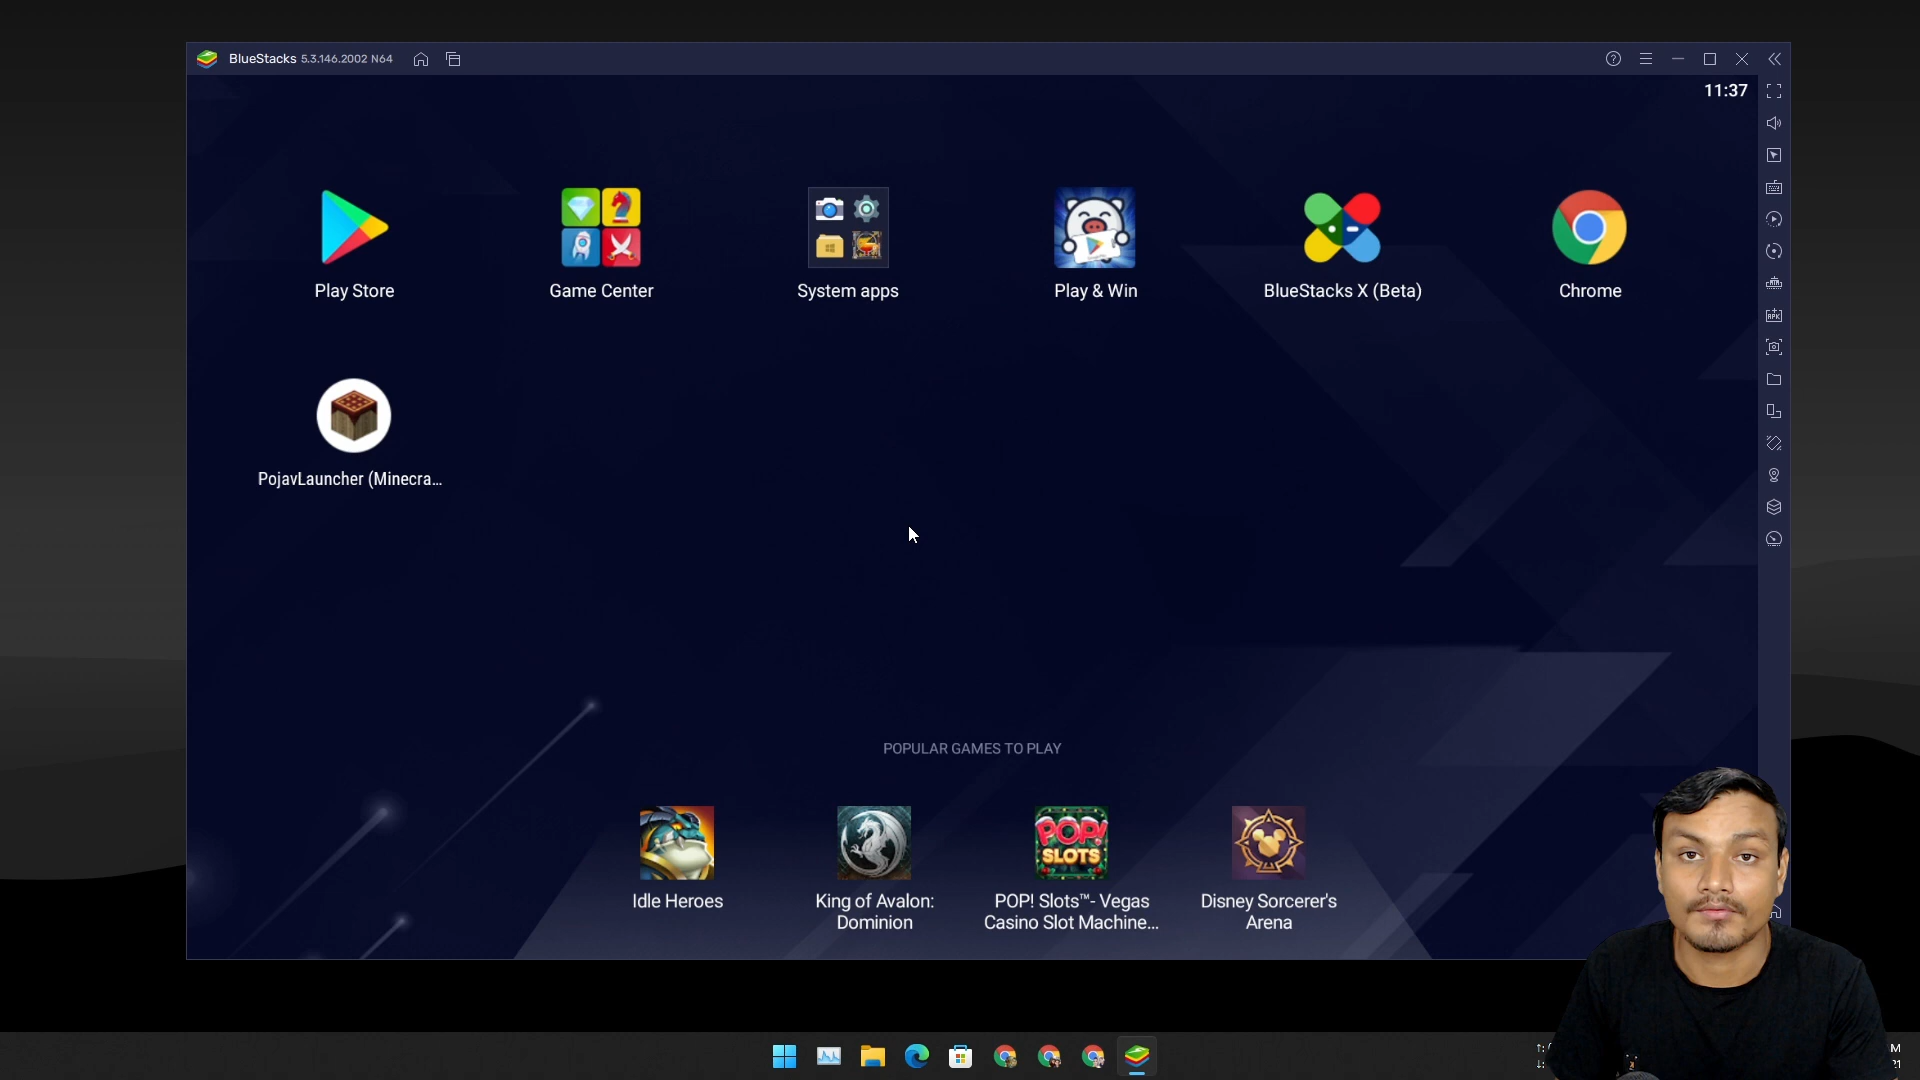 BlueStacks 5.3.146.2002 N64
11:37
Play Store
Game Center
System apps
Play & Win
BlueStacks X (Beta)
Chrome
PojavLauncher (Minecra...
POPULAR GAMES TO PLAY
Idle Heroes
King of Avalon:
Dominion
POP!
SLOTS
POP! Slots™- Vegas
Casino Slot Machine...
Disney Sorcerer's
Arena